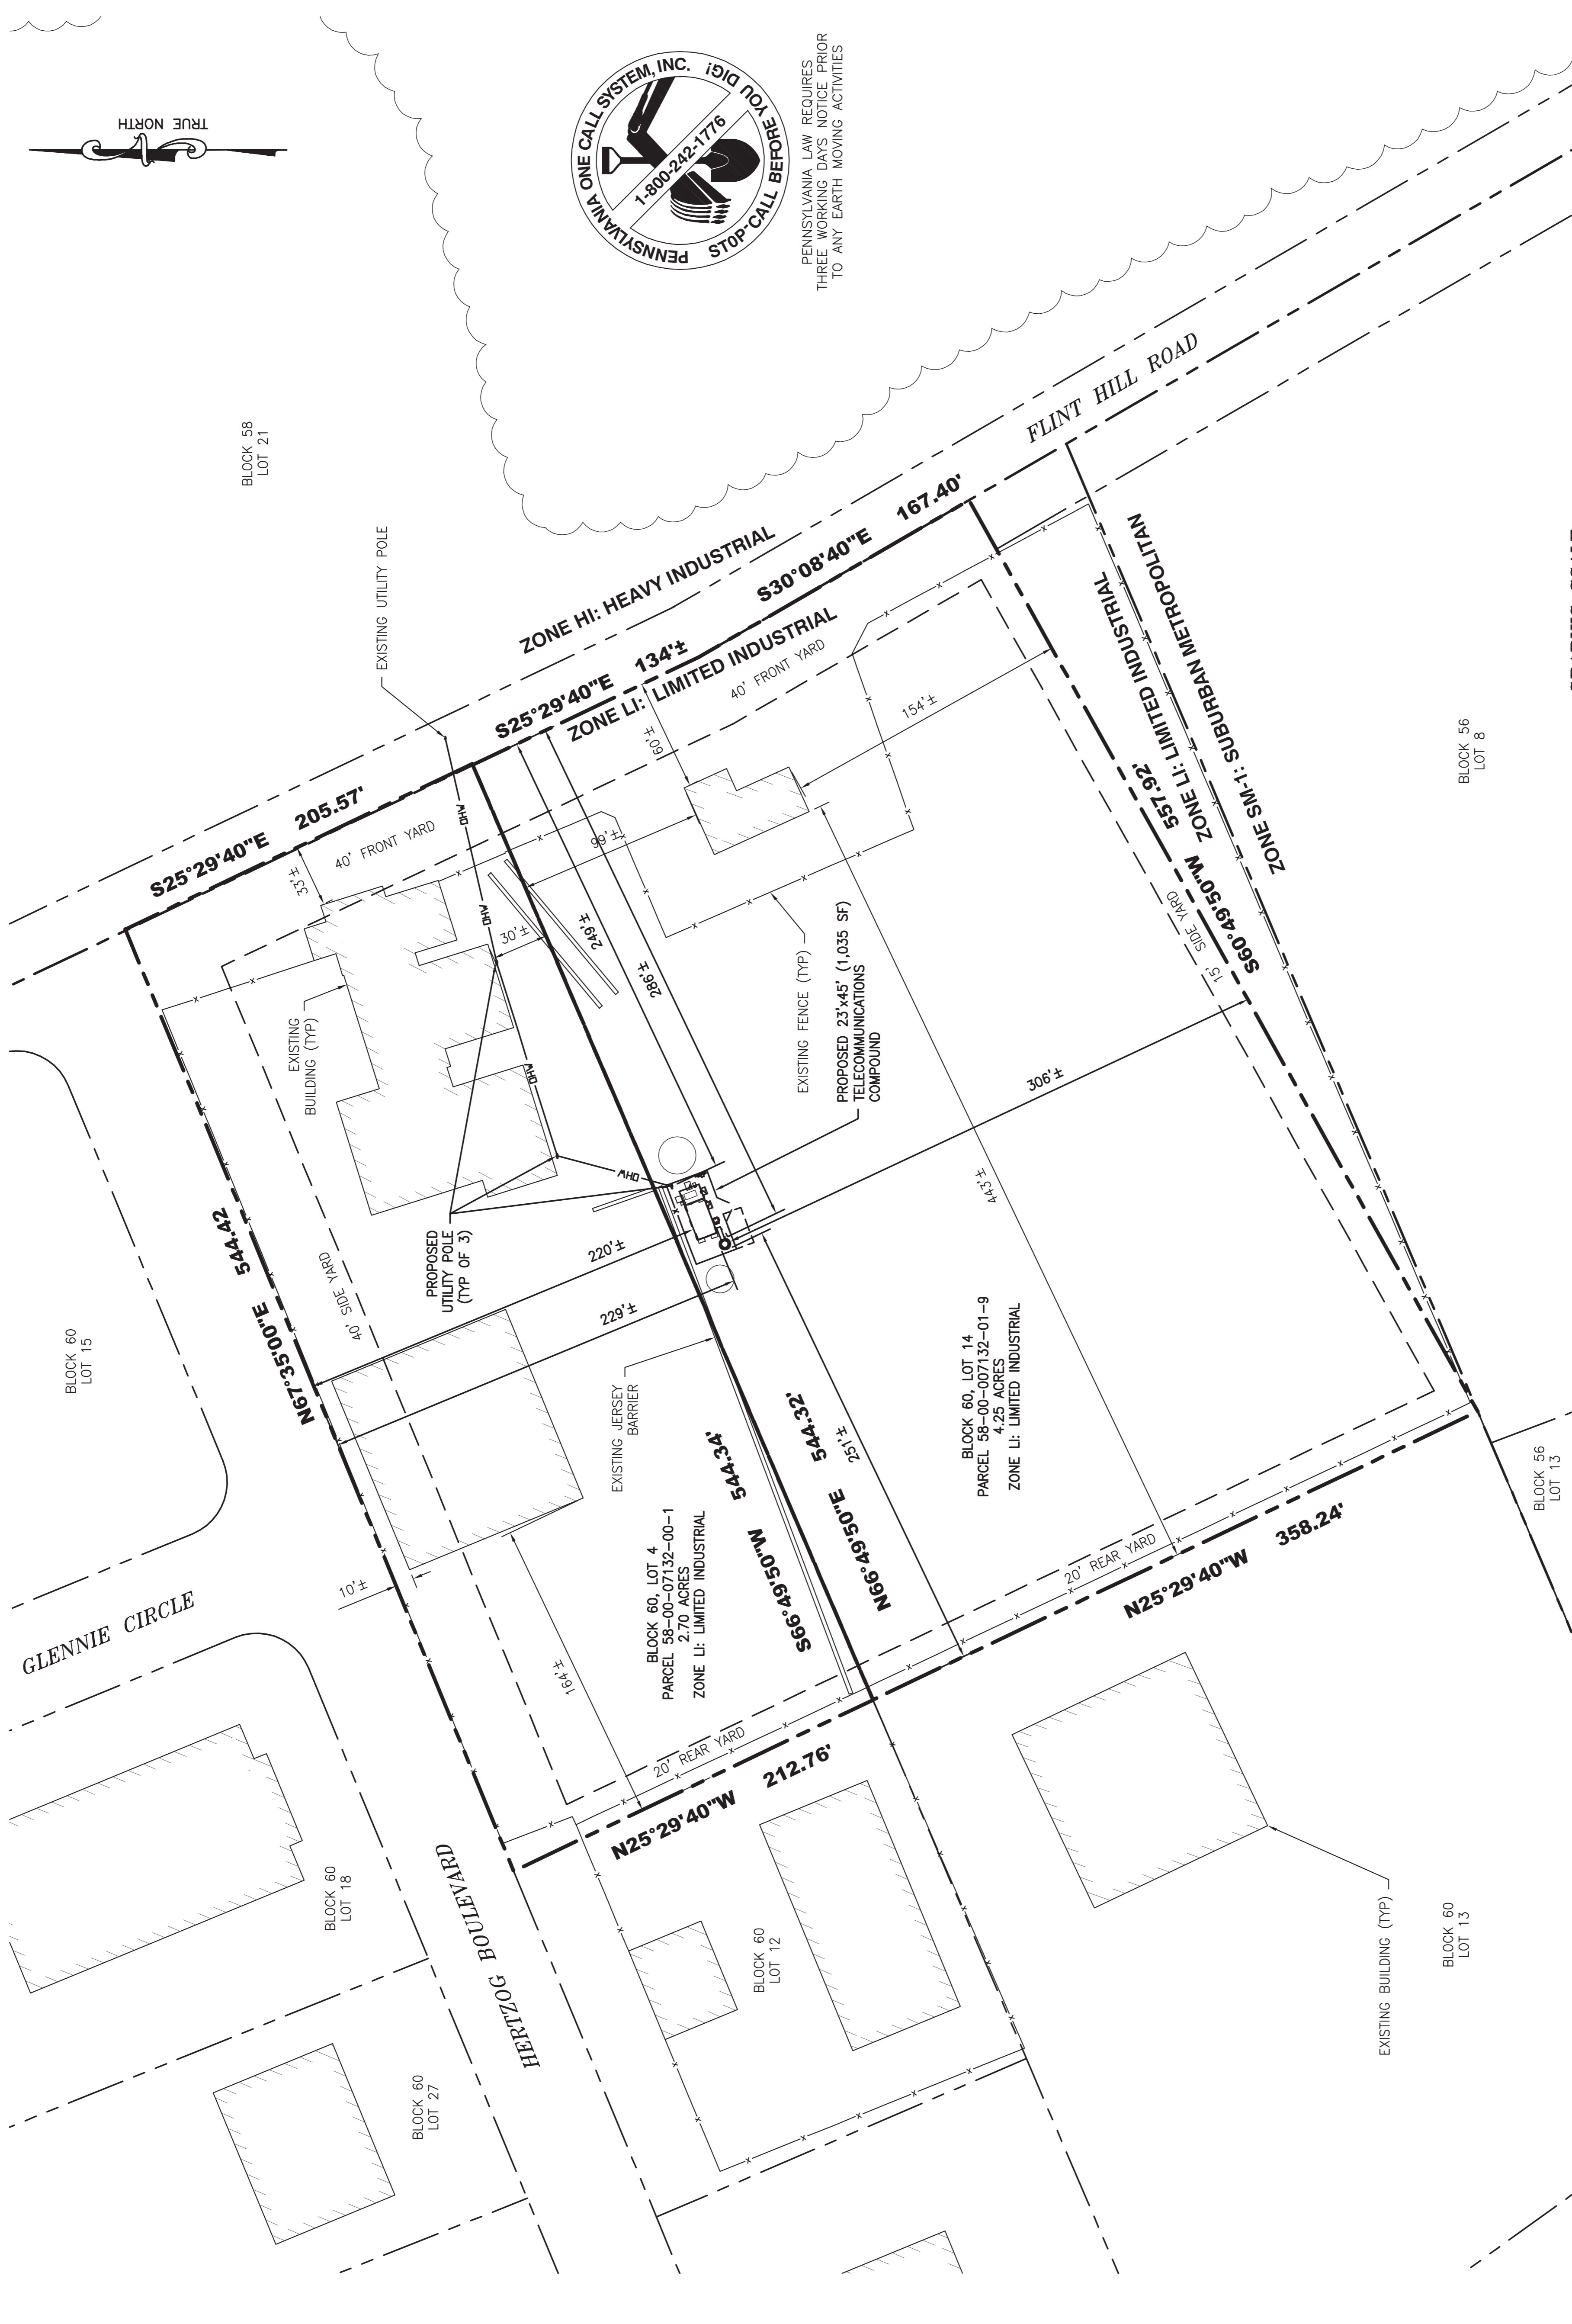 TRUE NORTH
PENNSYLVANIA ONE CALL SYSTEM, INC.
1-800-242-1776
STOP-CALL BEFORE YOU DIG!
PENNSYLVANIA LAW REQUIRES
THREE WORKING DAYS NOTICE PRIOR
TO ANY EARTH MOVING ACTIVITIES
BLOCK 58
LOT 21
EXISTING UTILITY POLE
FLINT HILL ROAD
ZONE HI: HEAVY INDUSTRIAL
S25°29'40"E 205.57'
S25°29'40"E 134'±
S30°08'40"E 167.40'
ZONE LI: LIMITED INDUSTRIAL
40' FRONT YARD
40' FRONT YARD
33'±
60'±
99'±
154'±
30'±
OHW
OHW
OHW
OHW
249'±
286'±
EXISTING
BUILDING (TYP)
EXISTING FENCE (TYP)
PROPOSED 23'x45' (1,035 SF)
TELECOMMUNICATIONS
COMPOUND
306'±
443'±
557.92'
S60°49'50"W
ZONE LI: LIMITED INDUSTRIAL
ZONE SM-1: SUBURBAN METROPOLITAN
15' SIDE YARD
BLOCK 56
LOT 8
N67°35'00"E 544.42
40' SIDE YARD
PROPOSED
UTILITY POLE
(TYP OF 3)
220'±
229'±
BLOCK 60
LOT 15
EXISTING JERSEY
BARRIER
BLOCK 60, LOT 4
PARCEL 58-00-07132-00-1
2.70 ACRES
ZONE LI: LIMITED INDUSTRIAL
S66°49'50"W 544.34'
N66°49'50"E 544.32'
251'±
BLOCK 60, LOT 14
PARCEL 58-00-007132-01-9
4.25 ACRES
ZONE LI: LIMITED INDUSTRIAL
10'±
164'±
20' REAR YARD
20' REAR YARD
N25°29'40"W 212.76'
N25°29'40"W 358.24'
BLOCK 56
LOT 13
GLENNIE CIRCLE
HERTZOG BOULEVARD
BLOCK 60
LOT 18
BLOCK 60
LOT 27
BLOCK 60
LOT 12
EXISTING BUILDING (TYP)
BLOCK 60
LOT 13